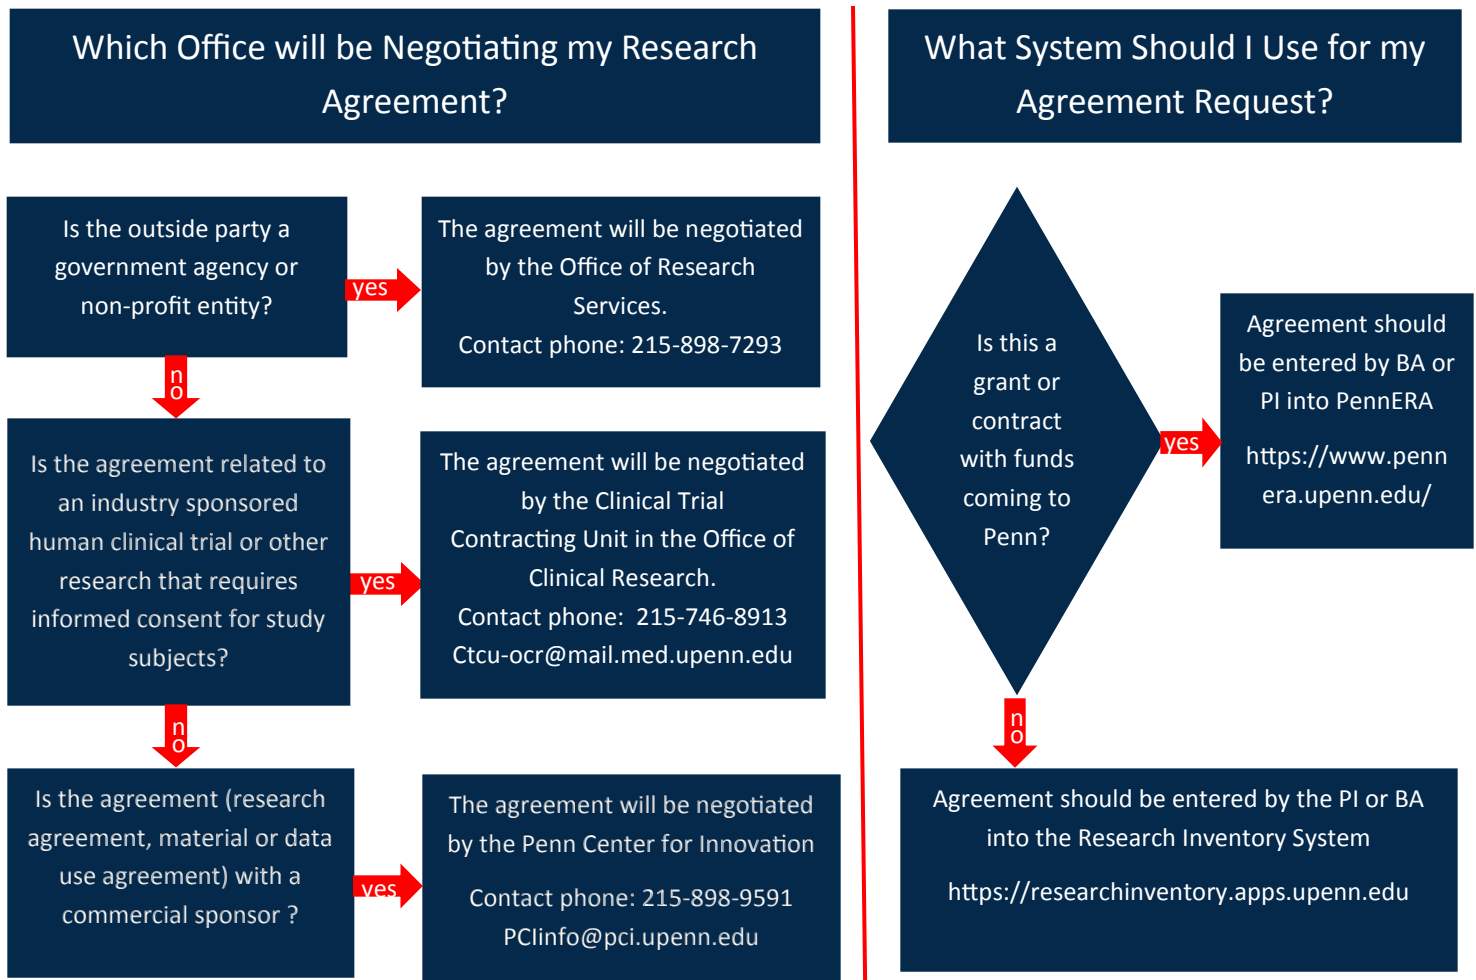 Which Office will be Negotiating my Research
Agreement?
Is the outside party a
government agency or
non-profit entity?
yes
The agreement will be negotiated
by the Office of Research
Services.
Contact phone: 215-898-7293
no
Is the agreement related to
an industry sponsored
human clinical trial or other
research that requires
informed consent for study
subjects?
yes
The agreement will be negotiated
by the Clinical Trial
Contracting Unit in the Office of
Clinical Research.
Contact phone:  215-746-8913
Ctcu-ocr@mail.med.upenn.edu
no
Is the agreement (research
agreement, material or data
use agreement) with a
commercial sponsor ?
yes
The agreement will be negotiated
by the Penn Center for Innovation
Contact phone: 215-898-9591
PCIinfo@pci.upenn.edu
What System Should I Use for my
Agreement Request?
Is this a
grant or
contract
with funds
coming to
Penn?
yes
Agreement should
be entered by BA or
PI into PennERA
https://www.penn
era.upenn.edu/
no
Agreement should be entered by the PI or BA
into the Research Inventory System
https://researchinventory.apps.upenn.edu